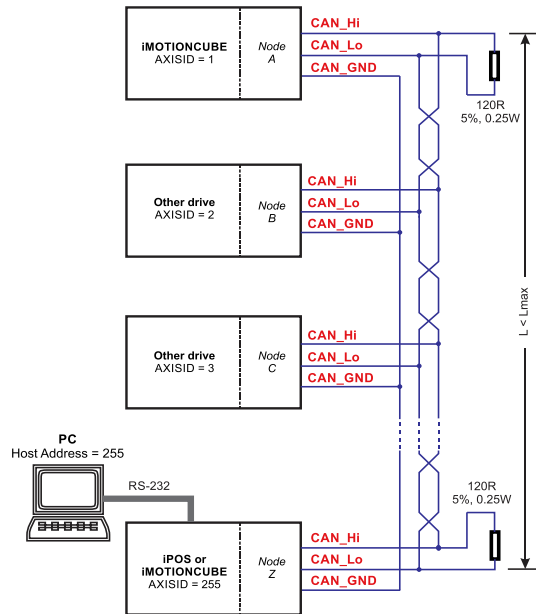 iMOTIONCUBE
AXISID = 1
Node
A
CAN_Hi
CAN_Lo
CAN_GND
120R
5%, 0.25W
Other drive
AXISID = 2
Node
B
CAN_Hi
CAN_Lo
CAN_GND
L < Lmax
Other drive
AXISID = 3
Node
C
CAN_Hi
CAN_Lo
CAN_GND
PC
Host Address = 255
RS-232
120R
5%, 0.25W
iPOS or
iMOTIONCUBE
AXISID = 255
Node
Z
CAN_Hi
CAN_Lo
CAN_GND